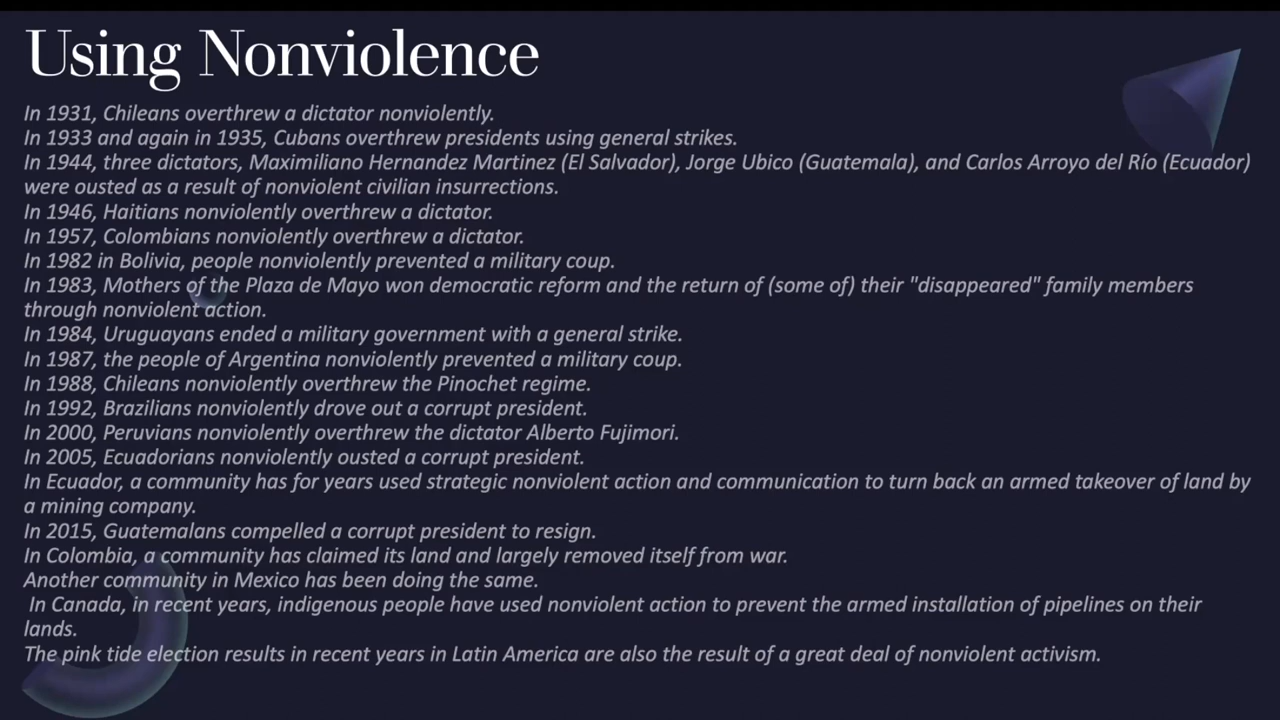 Using Nonviolence
In 1931, Chileans overthrew a dictator nonviolently.
In 1933 and again in 1935, Cubans overthrew presidents using general strikes.
In 1944, three dictators, Maximiliano Hernandez Martinez (El Salvador), Jorge Ubico (Guatemala), and Carlos Arroyo del Río (Ecuador)
were ousted as a result of nonviolent civilian insurrections.
In 1946, Haitians nonviolently overthrew a dictator.
In 1957, Colombians nonviolently overthrew a dictator.
In 1982 in Bolivia, people nonviolently prevented a military coup.
In 1983, Mothers of the Plaza de Mayo won democratic reform and the return of (some of) their "disappeared" family members
through nonviolent action.
In 1984, Uruguayans ended a military government with a general strike.
In 1987, the people of Argentina nonviolently prevented a military coup.
In 1988, Chileans nonviolently overthrew the Pinochet regime.
In 1992, Brazilians nonviolently drove out a corrupt president.
In 2000, Peruvians nonviolently overthrew the dictator Alberto Fujimori.
In 2005, Ecuadorians nonviolently ousted a corrupt president.
In Ecuador, a community has for years used strategic nonviolent action and communication to turn back an armed takeover of land by
a mining company.
In 2015, Guatemalans compelled a corrupt president to resign.
In Colombia, a community has claimed its land and largely removed itself from war.
Another community in Mexico has been doing the same.
In Canada, in recent years, indigenous people have used nonviolent action to prevent the armed installation of pipelines on their
lands.
The pink tide election results in recent years in Latin America are also the result of a great deal of nonviolent activism.